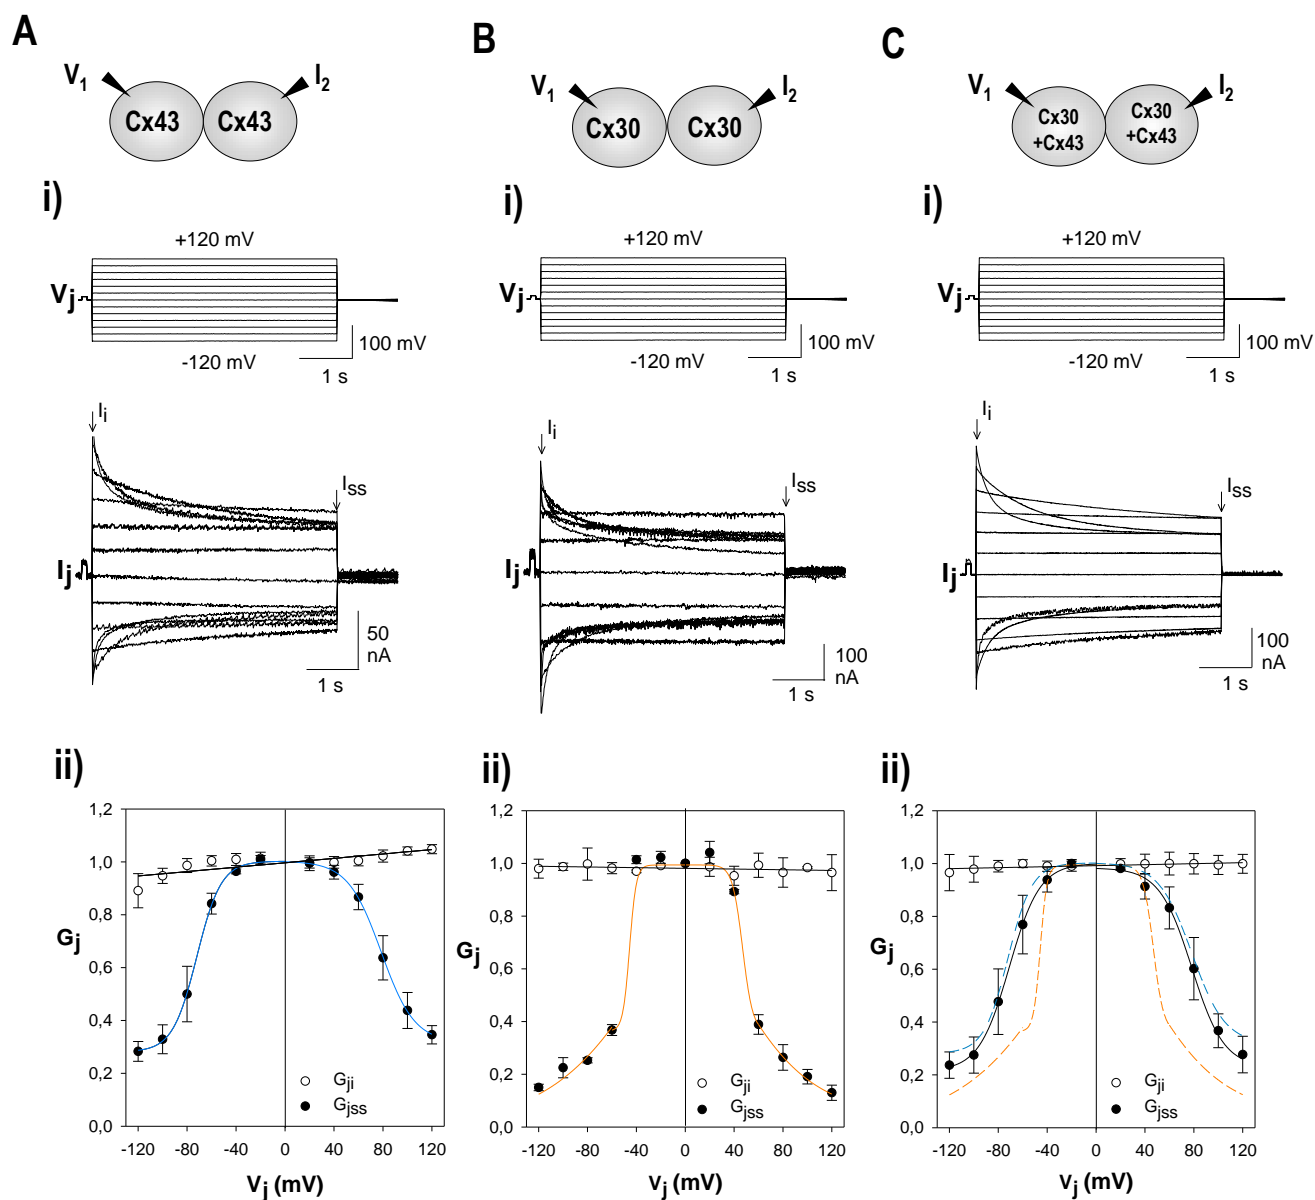 A
V1
I2
Cx43
Cx43
i)
+120 mV
Vj
-120 mV
100 mV
1 s
Ii
Iss
Ij
50
nA
1 s
ii)
1,2
1,0
0,8
0,6
0,4
0,2
0,0
Gj
Gji
Gjss
-120
-80
-40
0
40
80
120
Vj (mV)
B
V1
I2
Cx30
Cx30
i)
+120 mV
Vj
-120 mV
100 mV
1 s
Ii
Iss
Ij
100
nA
1 s
ii)
1,2
1,0
0,8
0,6
0,4
0,2
0,0
Gj
Gji
Gjss
-120
-80
-40
0
40
80
120
Vj (mV)
C
V1
I2
Cx30
+Cx43
Cx30
+Cx43
i)
+120 mV
Vj
-120 mV
100 mV
1 s
Ii
Iss
Ij
100
nA
1 s
ii)
1,2
1,0
0,8
0,6
0,4
0,2
0,0
Gj
Gji
Gjss
-120
-80
-40
0
40
80
120
Vj (mV)